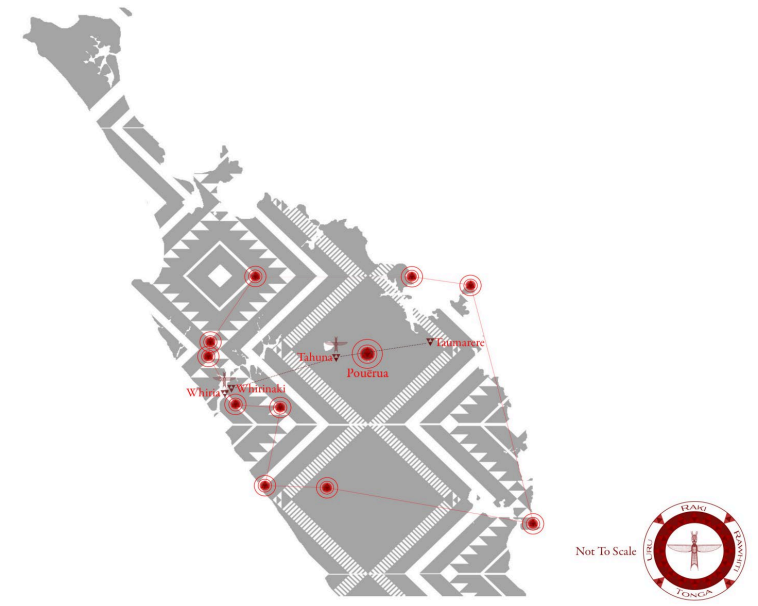 Taumarere
Tahuna
Pouērua
Whirinaki
Whiria
Not To Scale
RAKI
RAWHITI
TONGA
URU